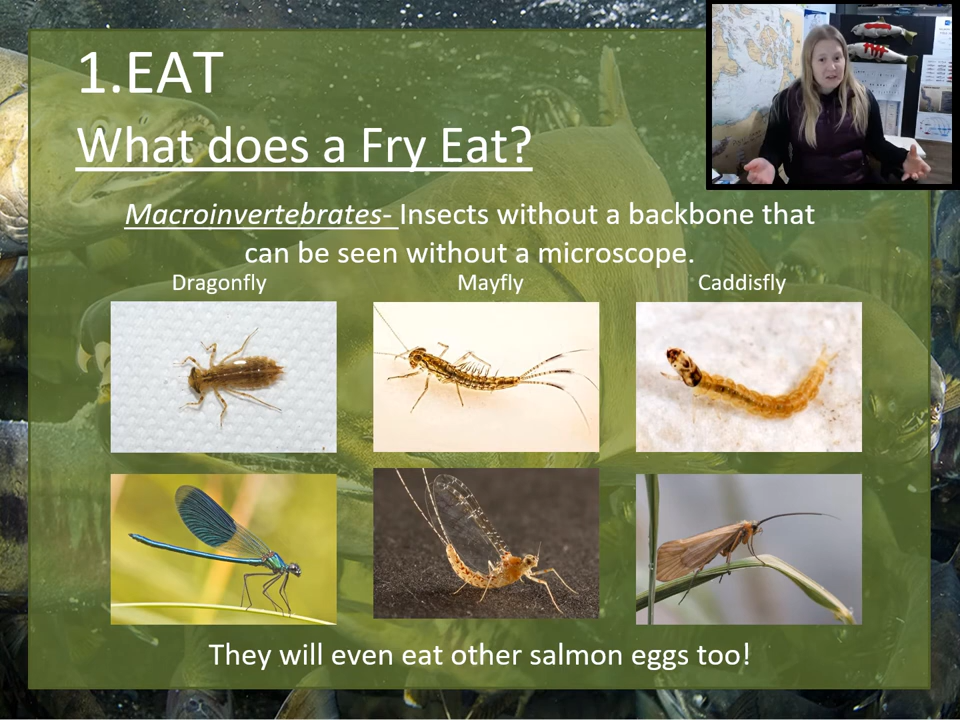 1.EAT
What does a Fry Eat?
Macroinvertebrates- Insects without a backbone that
can be seen without a microscope.
Dragonfly Mayfly Caddisfly
They will even eat other salmon eggs too!